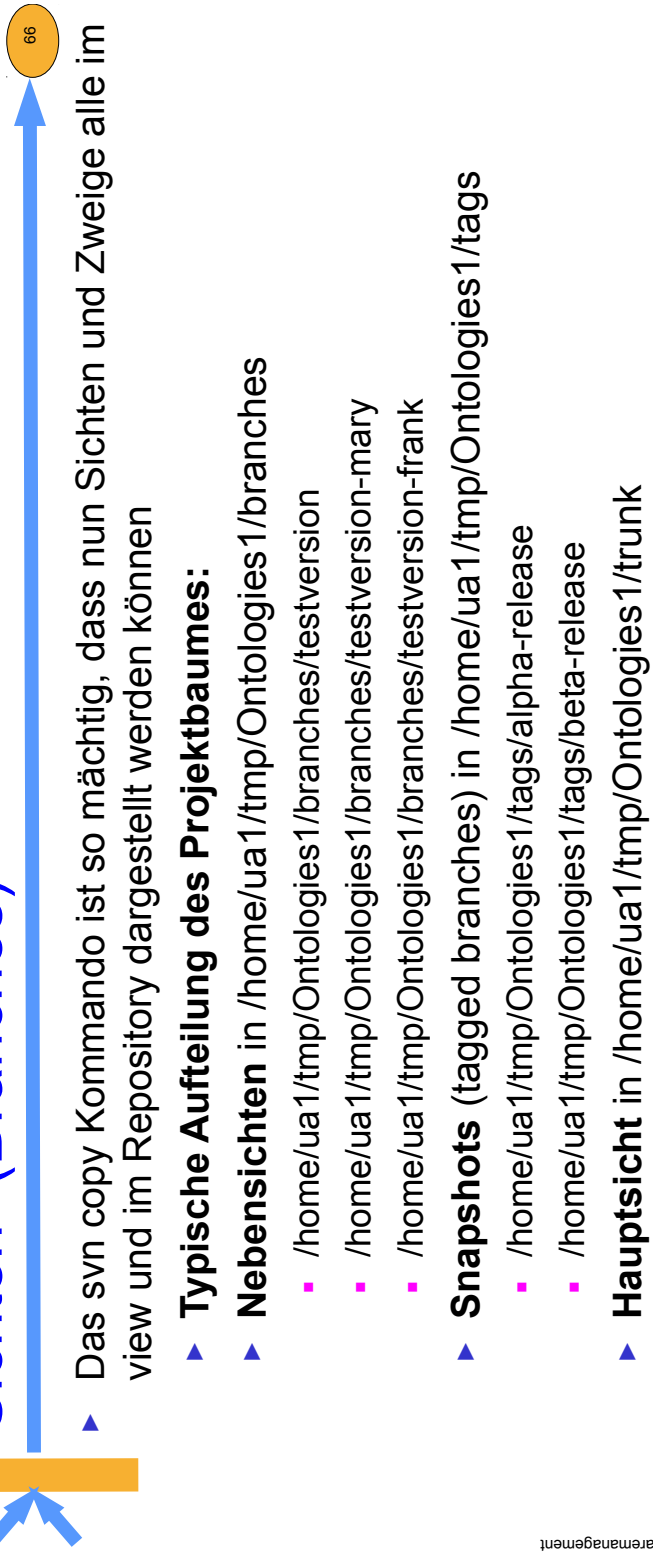 Das svn copy Kommando ist so mächtig, dass nun Sichten und Zweige alle im
view und im Repository dargestellt werden können
Typische Aufteilung des Projektbaumes:
Nebensichten in /home/ua1/tmp/Ontologies1/branches
/home/ua1/tmp/Ontologies1/branches/testversion
/home/ua1/tmp/Ontologies1/branches/testversion-mary
/home/ua1/tmp/Ontologies1/branches/testversion-frank
Snapshots (tagged branches) in /home/ua1/tmp/Ontologies1/tags
/home/ua1/tmp/Ontologies1/tags/alpha-release
/home/ua1/tmp/Ontologies1/tags/beta-release
Hauptsicht in /home/ua1/tmp/Ontologies1/trunk
aremanagement